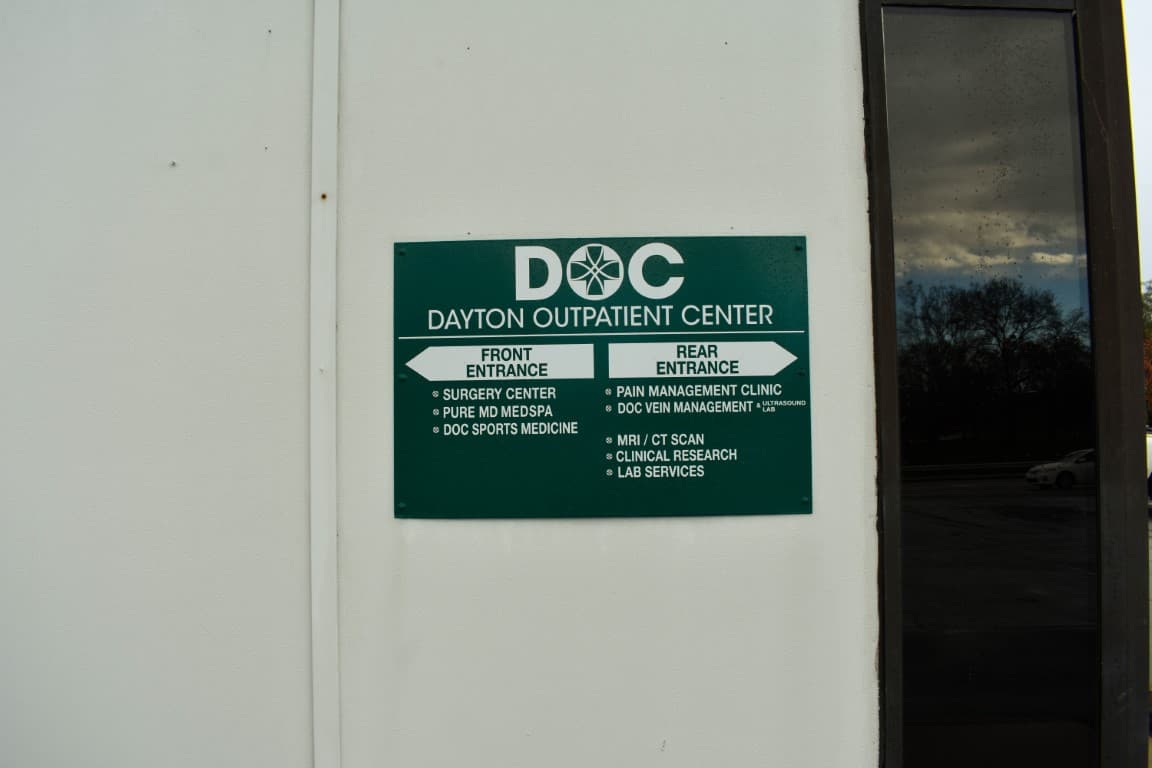 DOC
DAYTON OUTPATIENT CENTER
FRONT
ENTRANCE
SURGERY CENTER
PURE MD MEDSPA
DOC SPORTS MEDICINE
REAR
ENTRANCE
PAIN MANAGEMENT CLINIC
DOC VEIN MANAGEMENT & ULTRASOUND LAB
MRI / CT SCAN
CLINICAL RESEARCH
LAB SERVICES